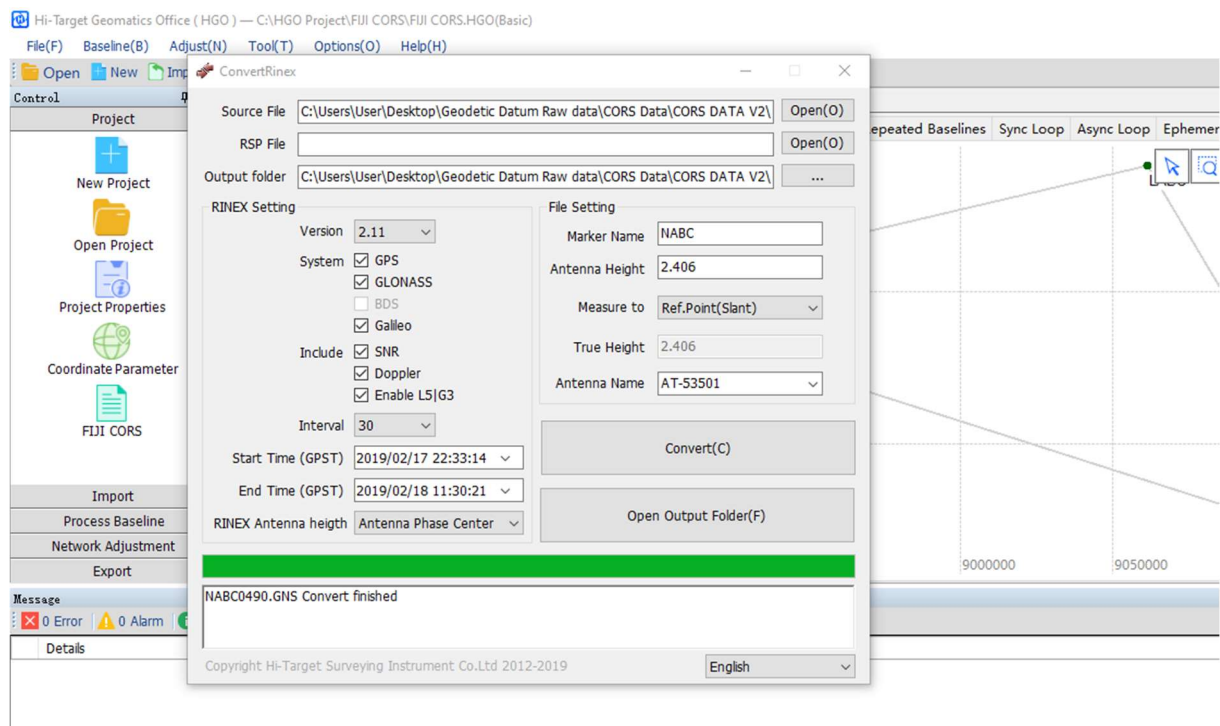 Hi-Target Geomatics Office ( HGO ) — C:\HGO Project\FIJI CORS\FIJI CORS.HGO(Basic)
File(F) Baseline(B) Adjust(N) Tool(T) Options(O) Help(H)
Open New Imp
ConvertRinex
Control
Project
New Project
Open Project
Project Properties
Coordinate Parameter
FIJI CORS
Import
Process Baseline
Network Adjustment
Export
Source File C:\Users\User\Desktop\Geodetic Datum Raw data\CORS Data\CORS DATA V2\ Open(O)
RSP File Open(O)
Output folder C:\Users\User\Desktop\Geodetic Datum Raw data\CORS Data\CORS DATA V2\ ...
RINEX Setting
Version 2.11
System GPS
GLONASS
BDS
Galileo
Include SNR
Doppler
Enable L5|G3
Interval 30
Start Time (GPST) 2019/02/17 22:33:14
End Time (GPST) 2019/02/18 11:30:21
RINEX Antenna heigth Antenna Phase Center
File Setting
Marker Name NABC
Antenna Height 2.406
Measure to Ref.Point(Slant)
True Height 2.406
Antenna Name AT-53501
Convert(C)
Open Output Folder(F)
NABC0490.GNS Convert finished
Copyright Hi-Target Surveying Instrument Co.Ltd 2012-2019 English
epeated Baselines Sync Loop Async Loop Ephemer
9000000 9050000
Message
0 Error 0 Alarm
Details